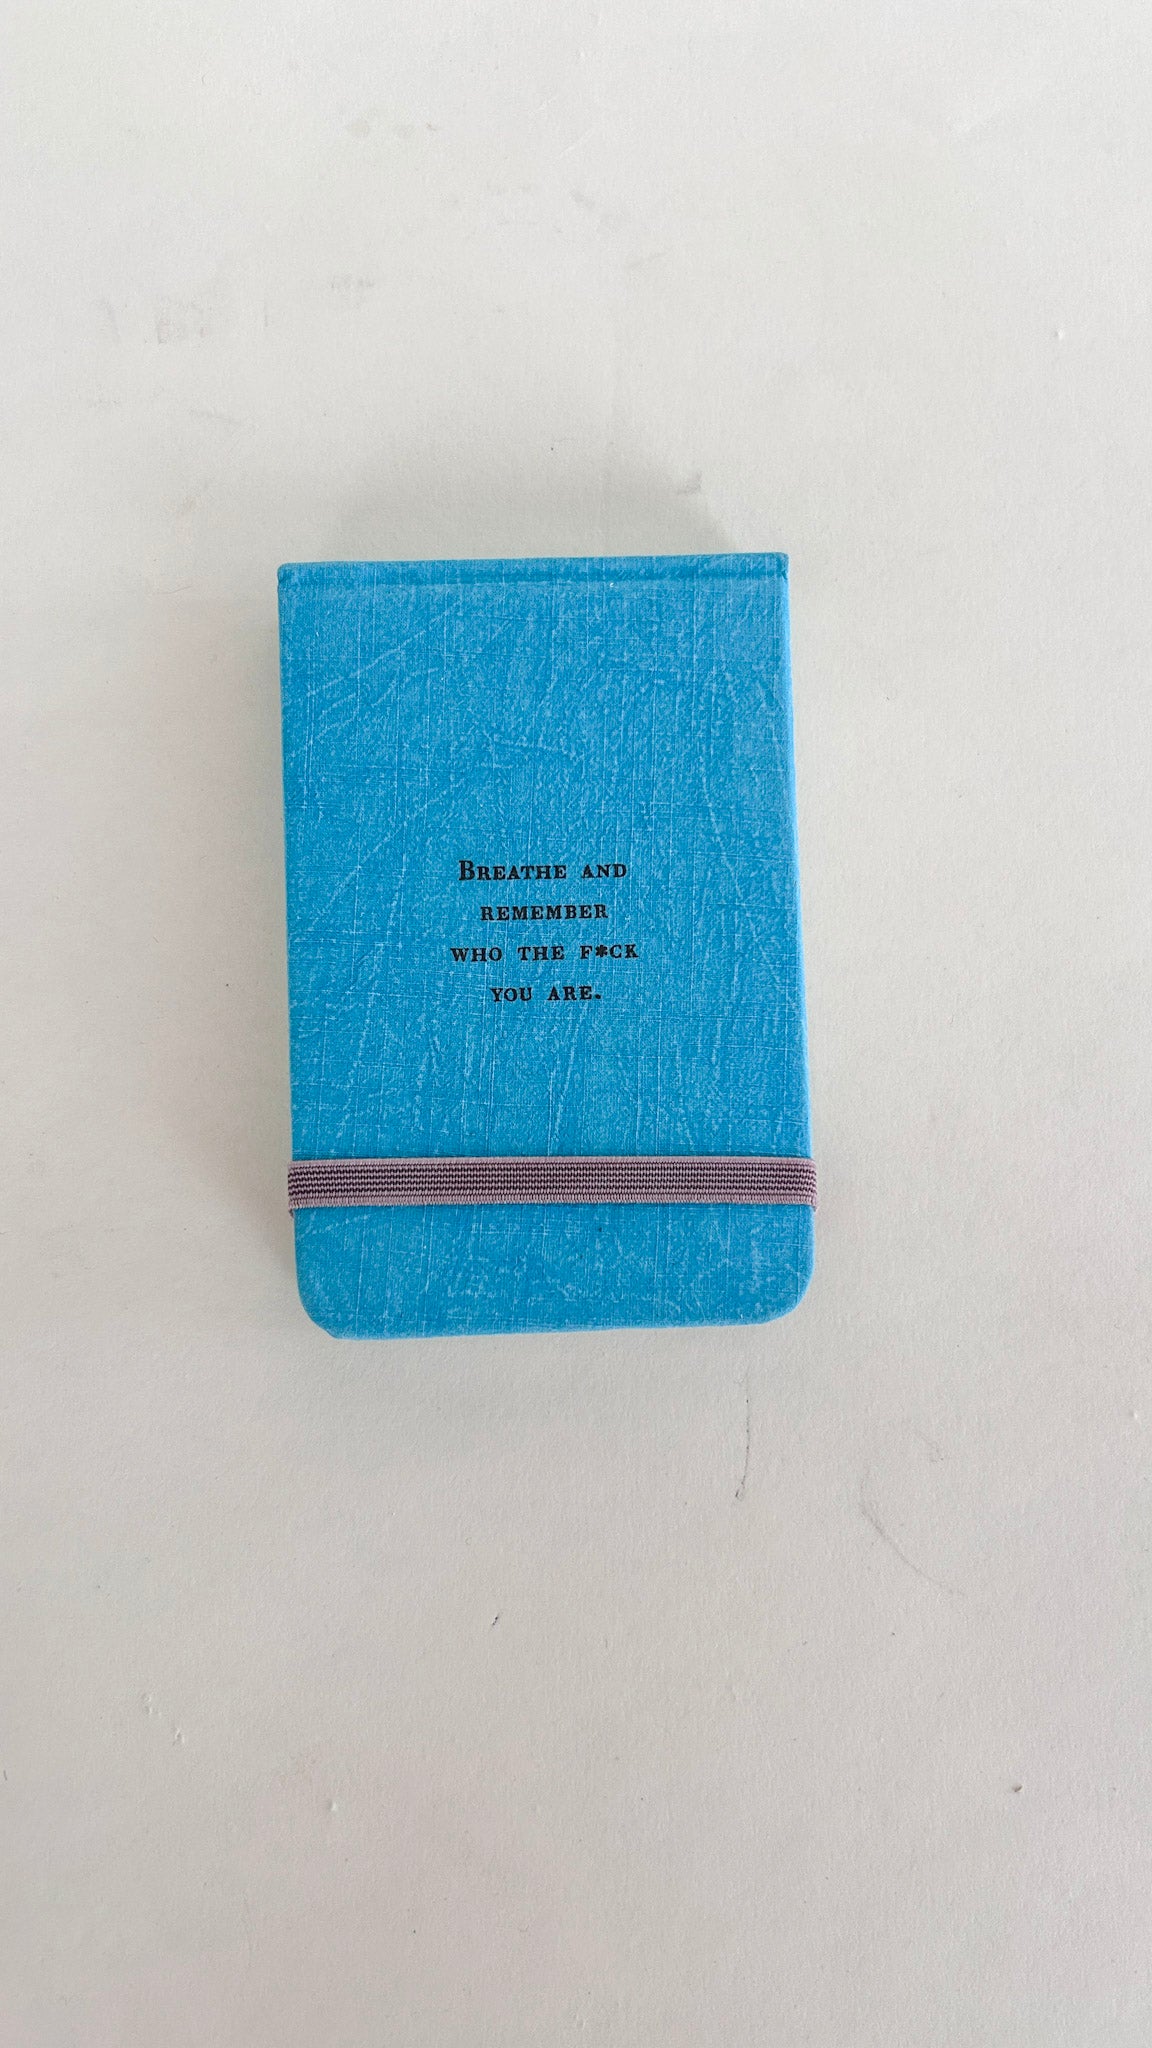 Breathe and
remember
who the f*ck
you are.